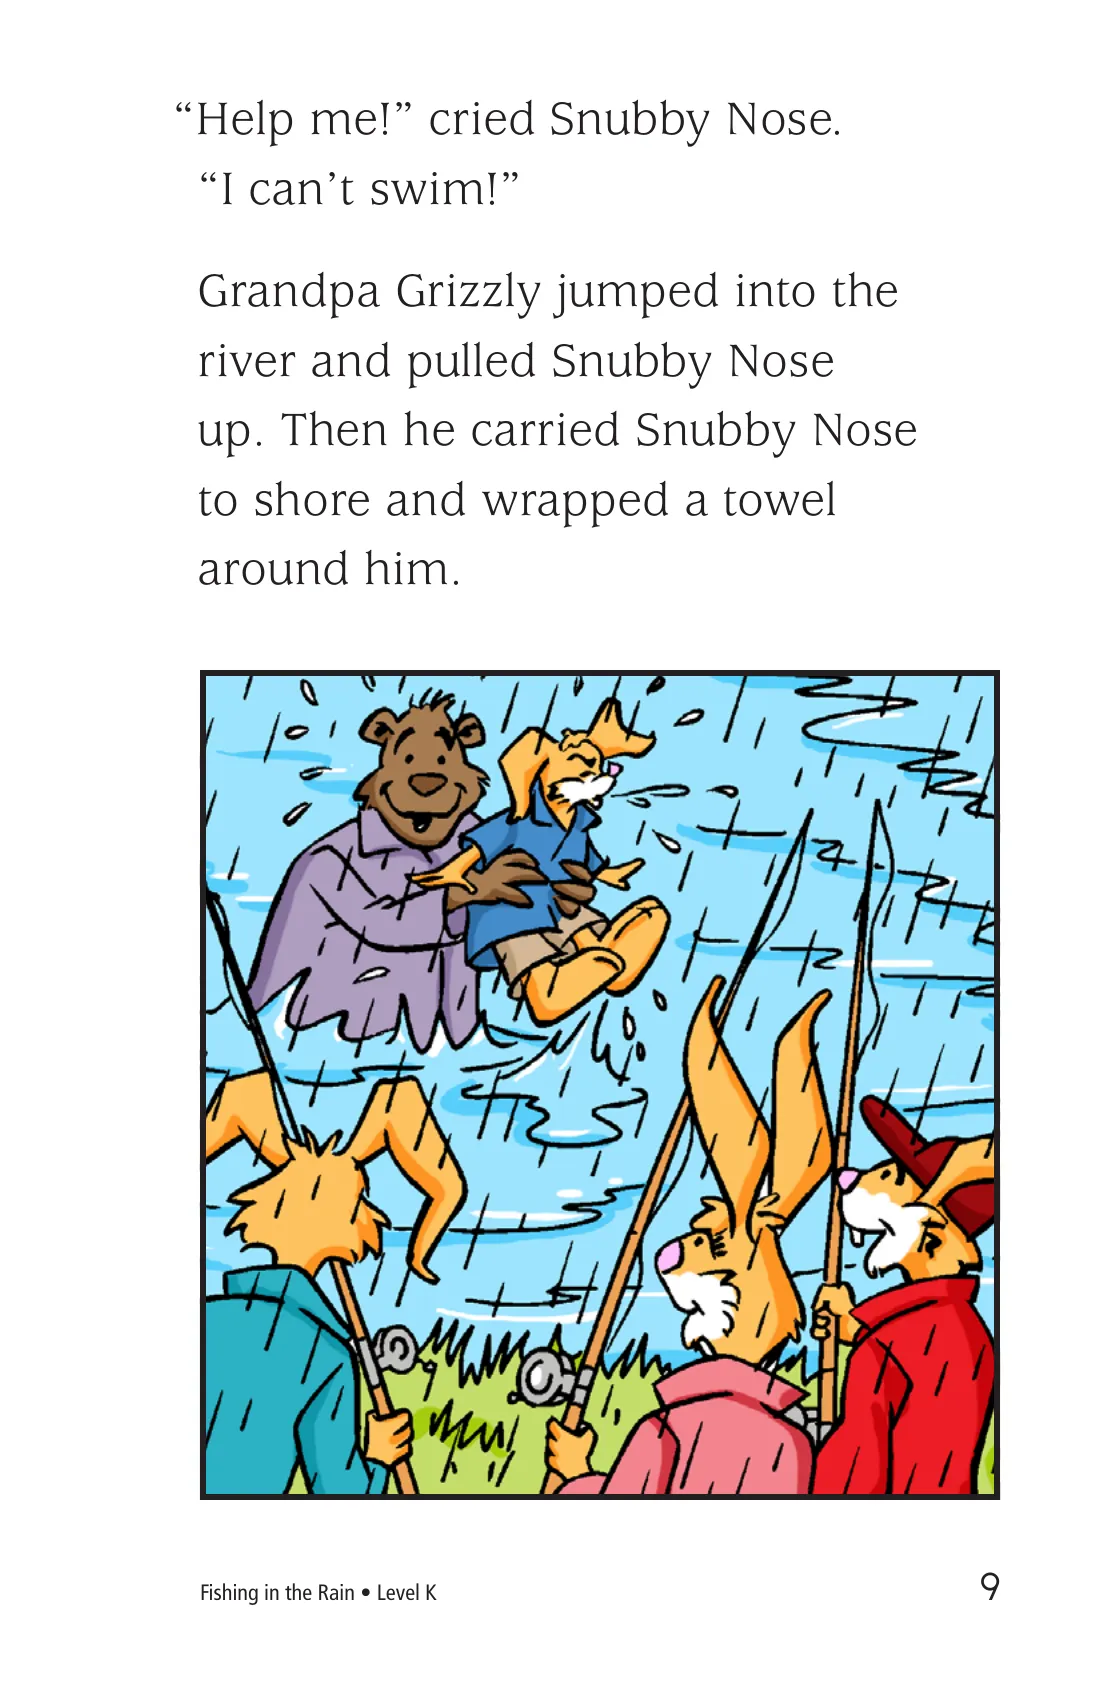 “Help me!” cried Snubby Nose.
“I can’t swim!”
Grandpa Grizzly jumped into the
river and pulled Snubby Nose
up. Then he carried Snubby Nose
to shore and wrapped a towel
around him.
Fishing in the Rain • Level K
9